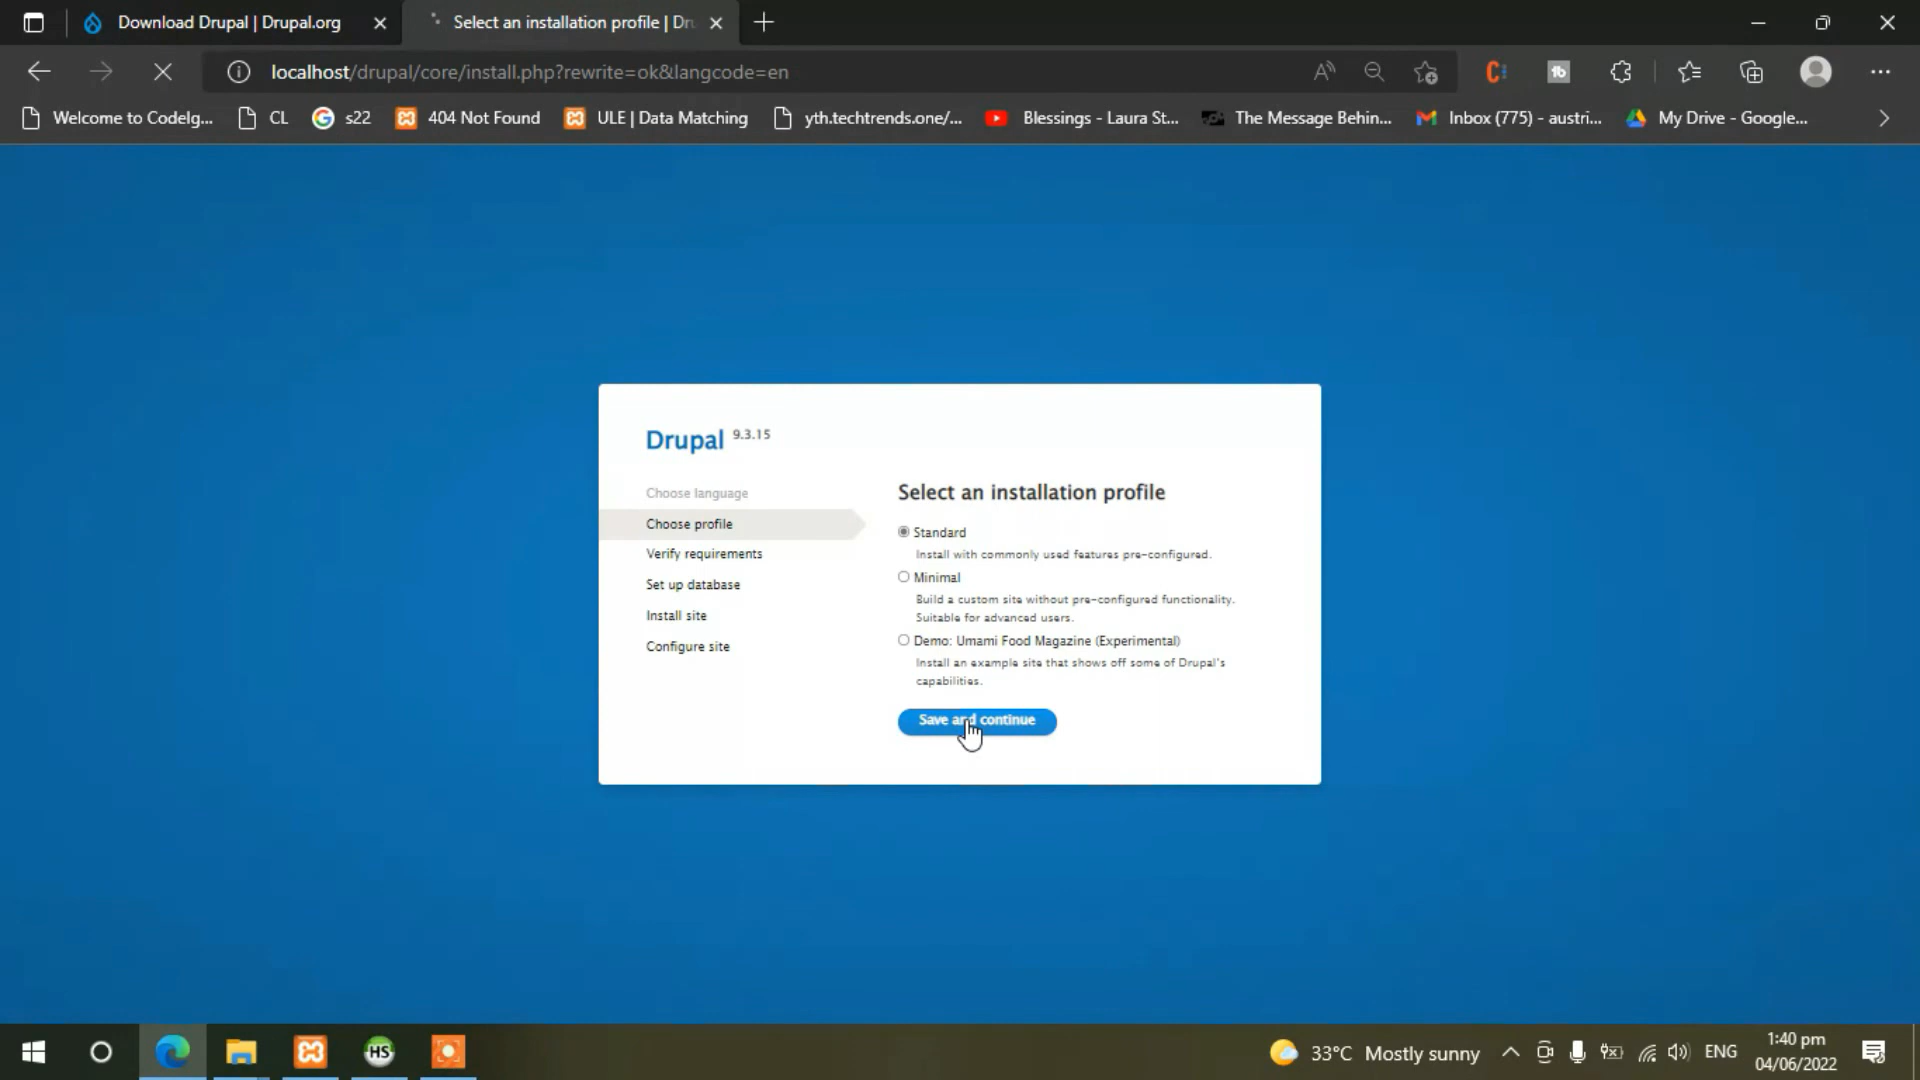 Download Drupal | Drupal.org
Select an installation profile | Dr
localhost/drupal/core/install.php?rewrite=ok&langcode=en
Welcome to CodeIg...
CL
s22
404 Not Found
ULE | Data Matching
yth.techtrends.one/...
Blessings - Laura St...
The Message Behin...
Inbox (775) - austri...
My Drive - Google...
Drupal 9.3.15
Choose language
Choose profile
Verify requirements
Set up database
Install site
Configure site
Select an installation profile
Standard
Install with commonly used features pre-configured.
Minimal
Build a custom site without pre-configured functionality.
Suitable for advanced users.
Demo: Umami Food Magazine (Experimental)
Install an example site that shows off some of Drupal's
capabilities.
Save and continue
HS
33°C Mostly sunny
ENG
1:40 pm
04/06/2022